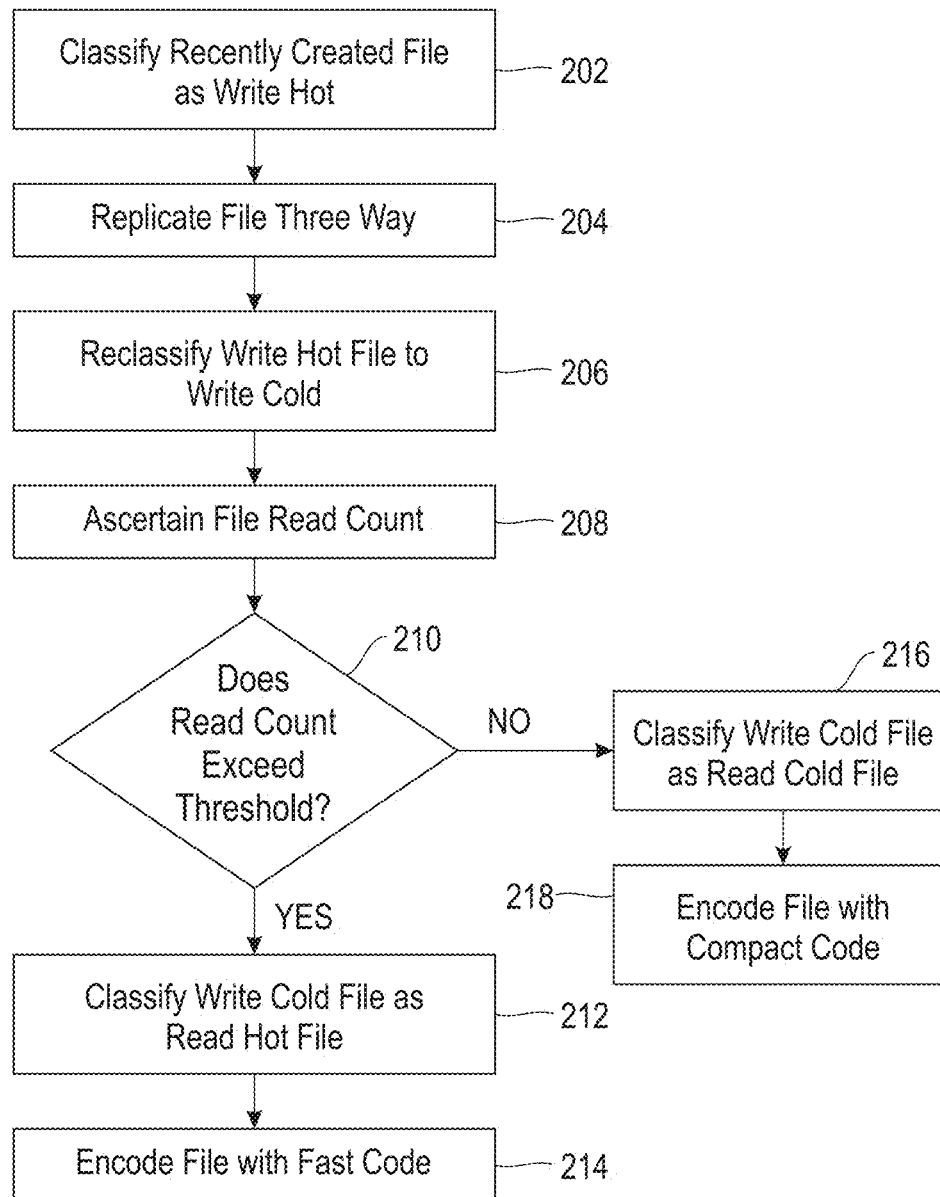 Classify Recently Created File
as Write Hot
202
Replicate File Three Way
204
Reclassify Write Hot File to
Write Cold
206
Ascertain File Read Count
208
210
Does
Read Count
Exceed
Threshold?
NO
216
Classify Write Cold File
as Read Cold File
218
Encode File with
Compact Code
YES
Classify Write Cold File as
Read Hot File
212
Encode File with Fast Code
214